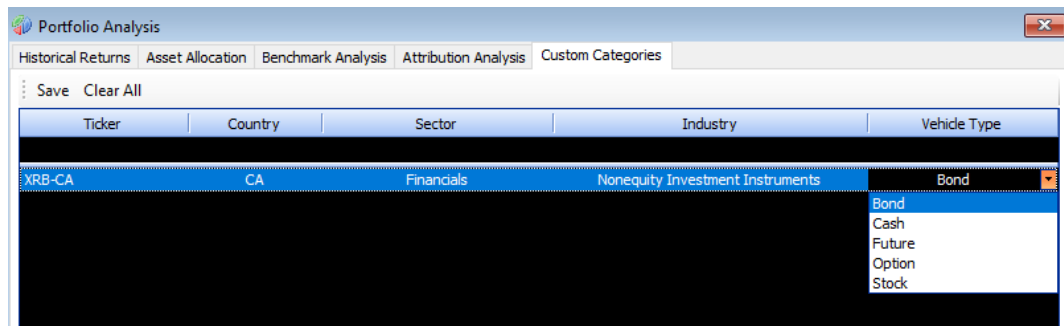 Portfolio Analysis
Historical Returns Asset Allocation Benchmark Analysis Attribution Analysis Custom Categories
Save Clear All
Ticker Country Sector Industry Vehicle Type
XRB-CA CA Financials Nonequity Investment Instruments Bond
Bond
Cash
Future
Option
Stock